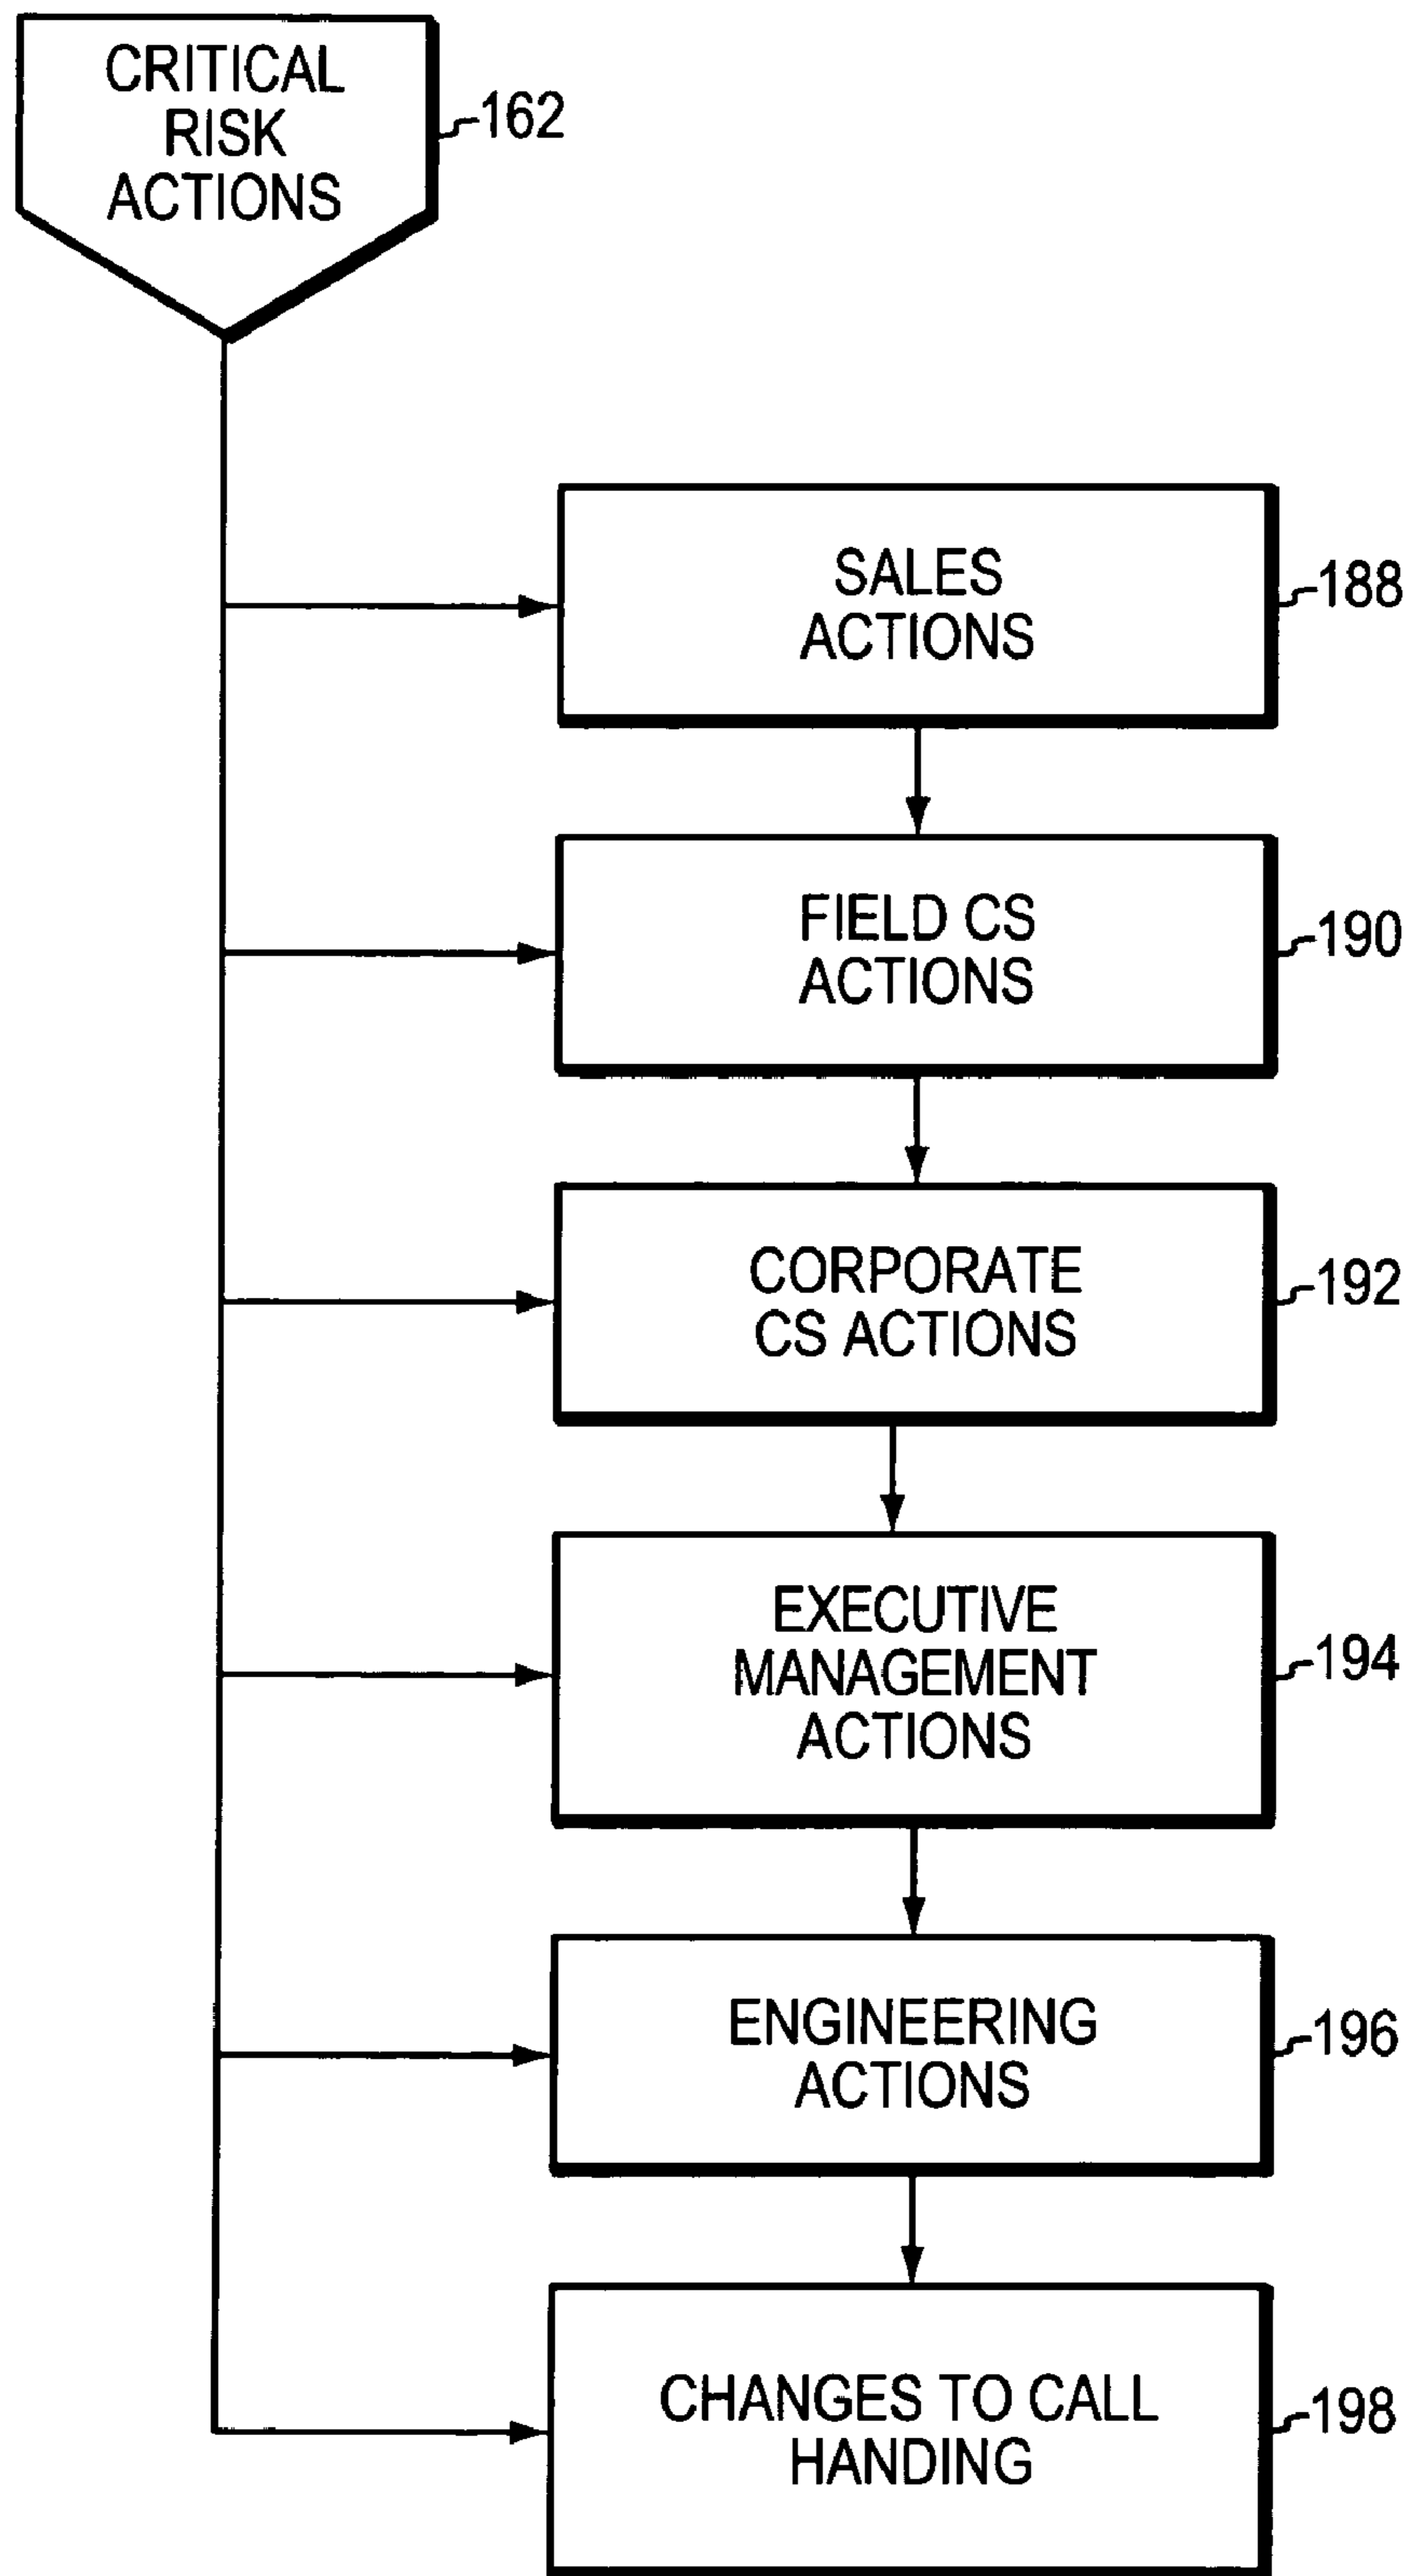 CRITICAL
RISK
ACTIONS
162
SALES
ACTIONS
188
FIELD CS
ACTIONS
190
CORPORATE
CS ACTIONS
192
EXECUTIVE
MANAGEMENT
ACTIONS
194
ENGINEERING
ACTIONS
196
CHANGES TO CALL
HANDING
198